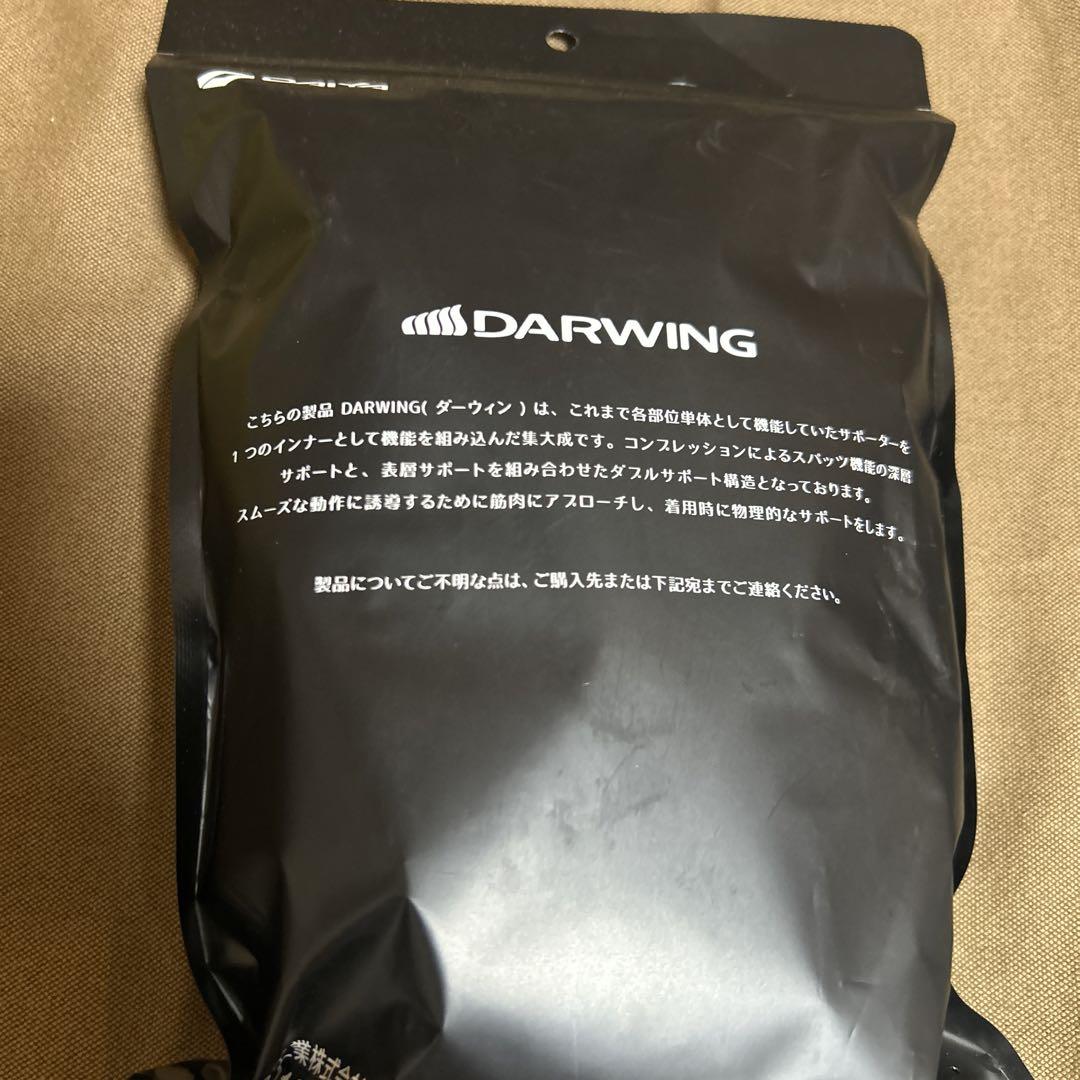 DARWING
こちらの製品 DARWING( ダーウィン ) は、これまで各部位単体として機能していたサポーターを
1 つのインナーとして機能を組み込んだ集大成です。コンプレッションによるスパッツ機能の深層
サポートと、表層サポートを組み合わせたダブルサポート構造となっております。
スムーズな動作に誘導するために筋肉にアプローチし、着用時に物理的なサポートをします。
製品についてご不明な点は、ご購入先または下記宛までご連絡ください。
業株式会